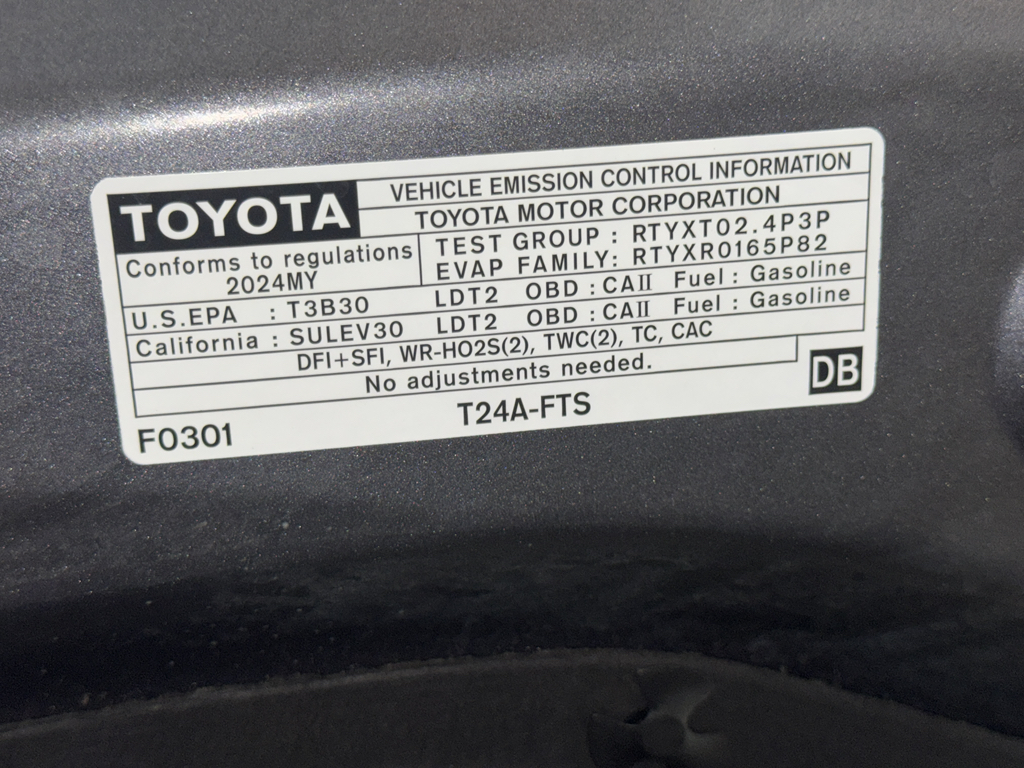 TOYOTA
VEHICLE EMISSION CONTROL INFORMATION
TOYOTA MOTOR CORPORATION
Conforms to regulations
2024MY
TEST GROUP : RTYXT02.4P3P
EVAP FAMILY: RTYXR0165P82
U.S.EPA : T3B30 LDT2 OBD : CAII Fuel : Gasoline
California : SULEV30 LDT2 OBD : CAII Fuel : Gasoline
DFI+SFI, WR-HO2S(2), TWC(2), TC, CAC
No adjustments needed.
DB
F0301 T24A-FTS